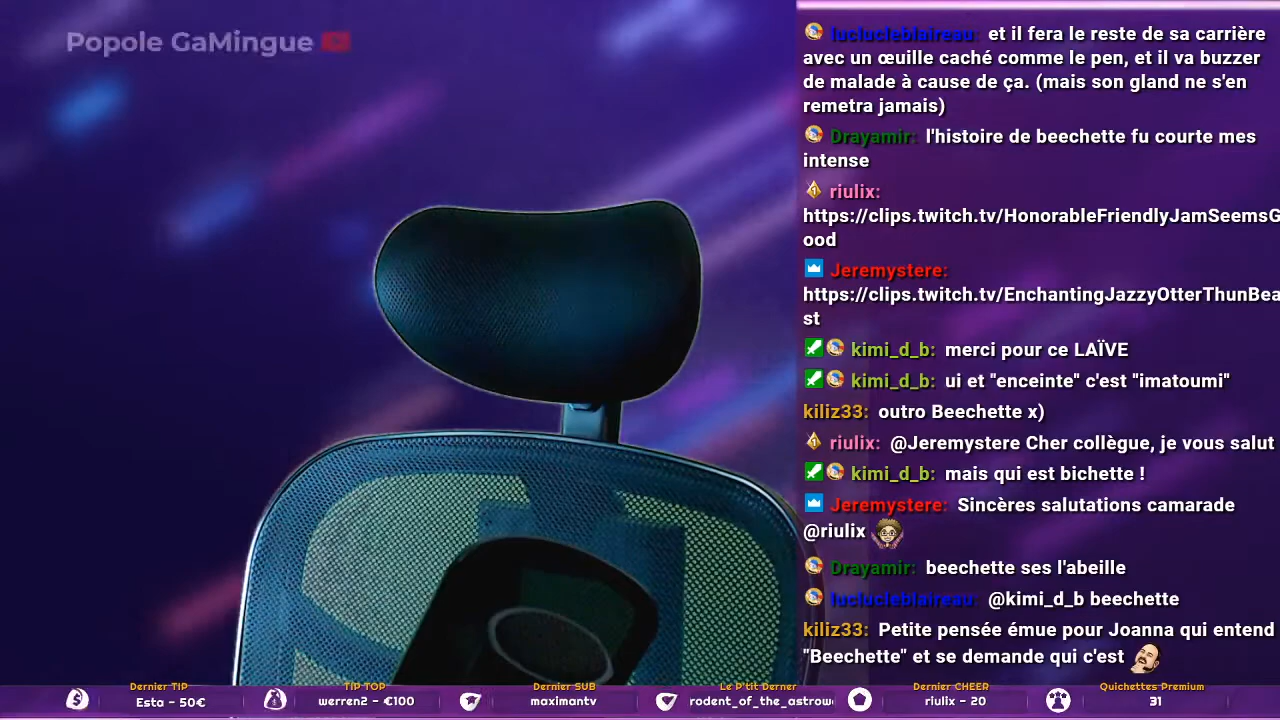 Popole GaMingue
luclucleblaireau: et il fera le reste de sa carrière
avec un œuille caché comme le pen, et il va buzzer
de malade à cause de ça. (mais son gland ne s'en
remetra jamais)
Drayamir: l'histoire de beechette fu courte mes
intense
riulix:
https://clips.twitch.tv/HonorableFriendlyJamSeemsG
ood
Jeremystere:
https://clips.twitch.tv/EnchantingJazzyOtterThunBea
st
kimi_d_b: merci pour ce LAÏVE
kimi_d_b: ui et "enceinte" c'est "imatoumi"
kiliz33: outro Beechette x)
riulix: @Jeremystere Cher collègue, je vous salut
kimi_d_b: mais qui est bichette !
Jeremystere: Sincères salutations camarade
@riulix
Drayamir: beechette ses l'abeille
luclucleblaireau: @kimi_d_b beechette
kiliz33: Petite pensée émue pour Joanna qui entend
"Beechette" et se demande qui c'est
Dernier TIP
Esta - 50€
TIP TOP
werren2 - €100
Dernier SUB
maximantv
Le P'tit Derner
rodent_of_the_astrow
Dernier CHEER
riulix - 20
Quichettes Premium
31